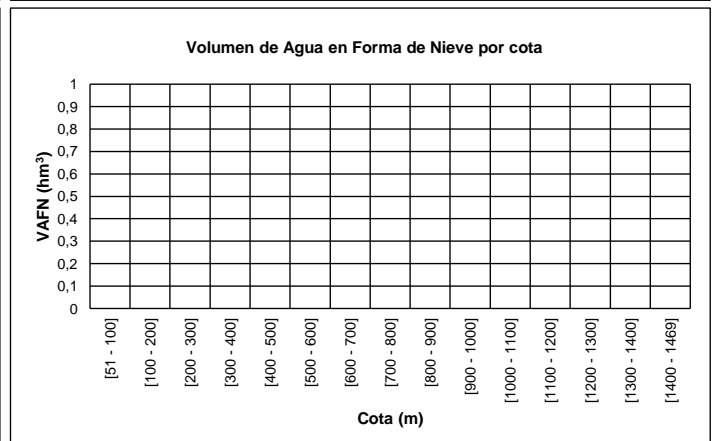 Volumen de Agua en Forma de Nieve por cota
VAFN (hm³)
1
0,9
0,8
0,7
0,6
0,5
0,4
0,3
0,2
0,1
0
[51 - 100]
[100 - 200]
[200 - 300]
[300 - 400]
[400 - 500]
[500 - 600]
[600 - 700]
[700 - 800]
[800 - 900]
[900 - 1000]
[1000 - 1100]
[1100 - 1200]
[1200 - 1300]
[1300 - 1400]
[1400 - 1469]
Cota (m)